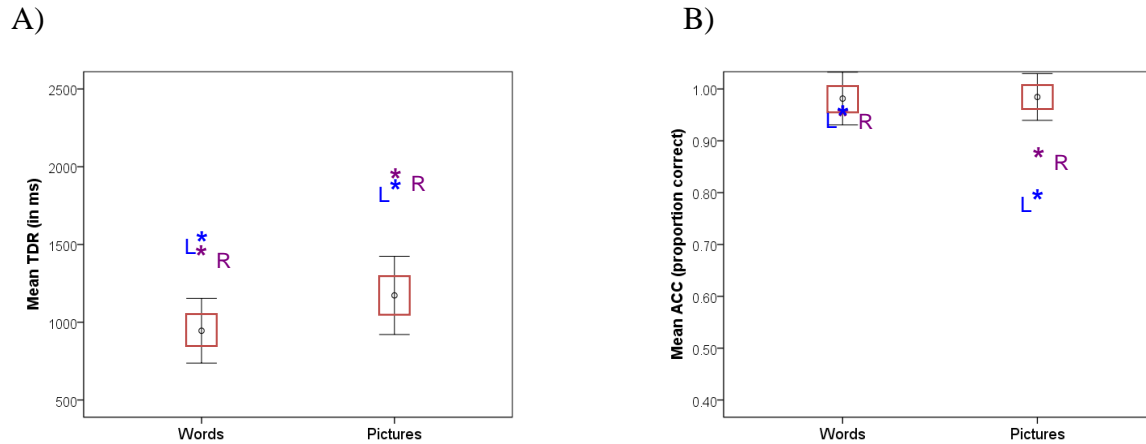 A)
B)
2500
2000
1500
1000
500
Mean TDR (in ms)
L
*
*
R
*
*
L
R
Words
Pictures
1.00
0.90
0.80
0.70
0.60
0.50
0.40
Mean ACC (proportion correct)
L
*
R
*
R
L
*
Words
Pictures